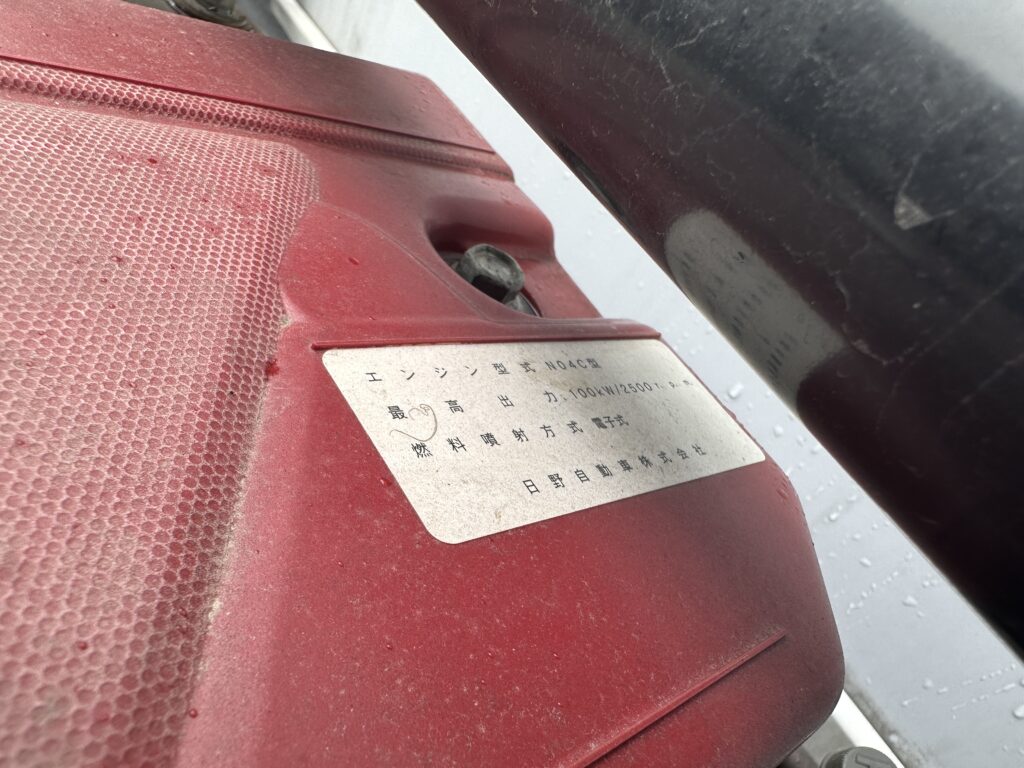 エンジン型式 N04C型
最高出力:100kW/2500r.p.m.
燃料噴射方式 電子式
日野自動車株式会社